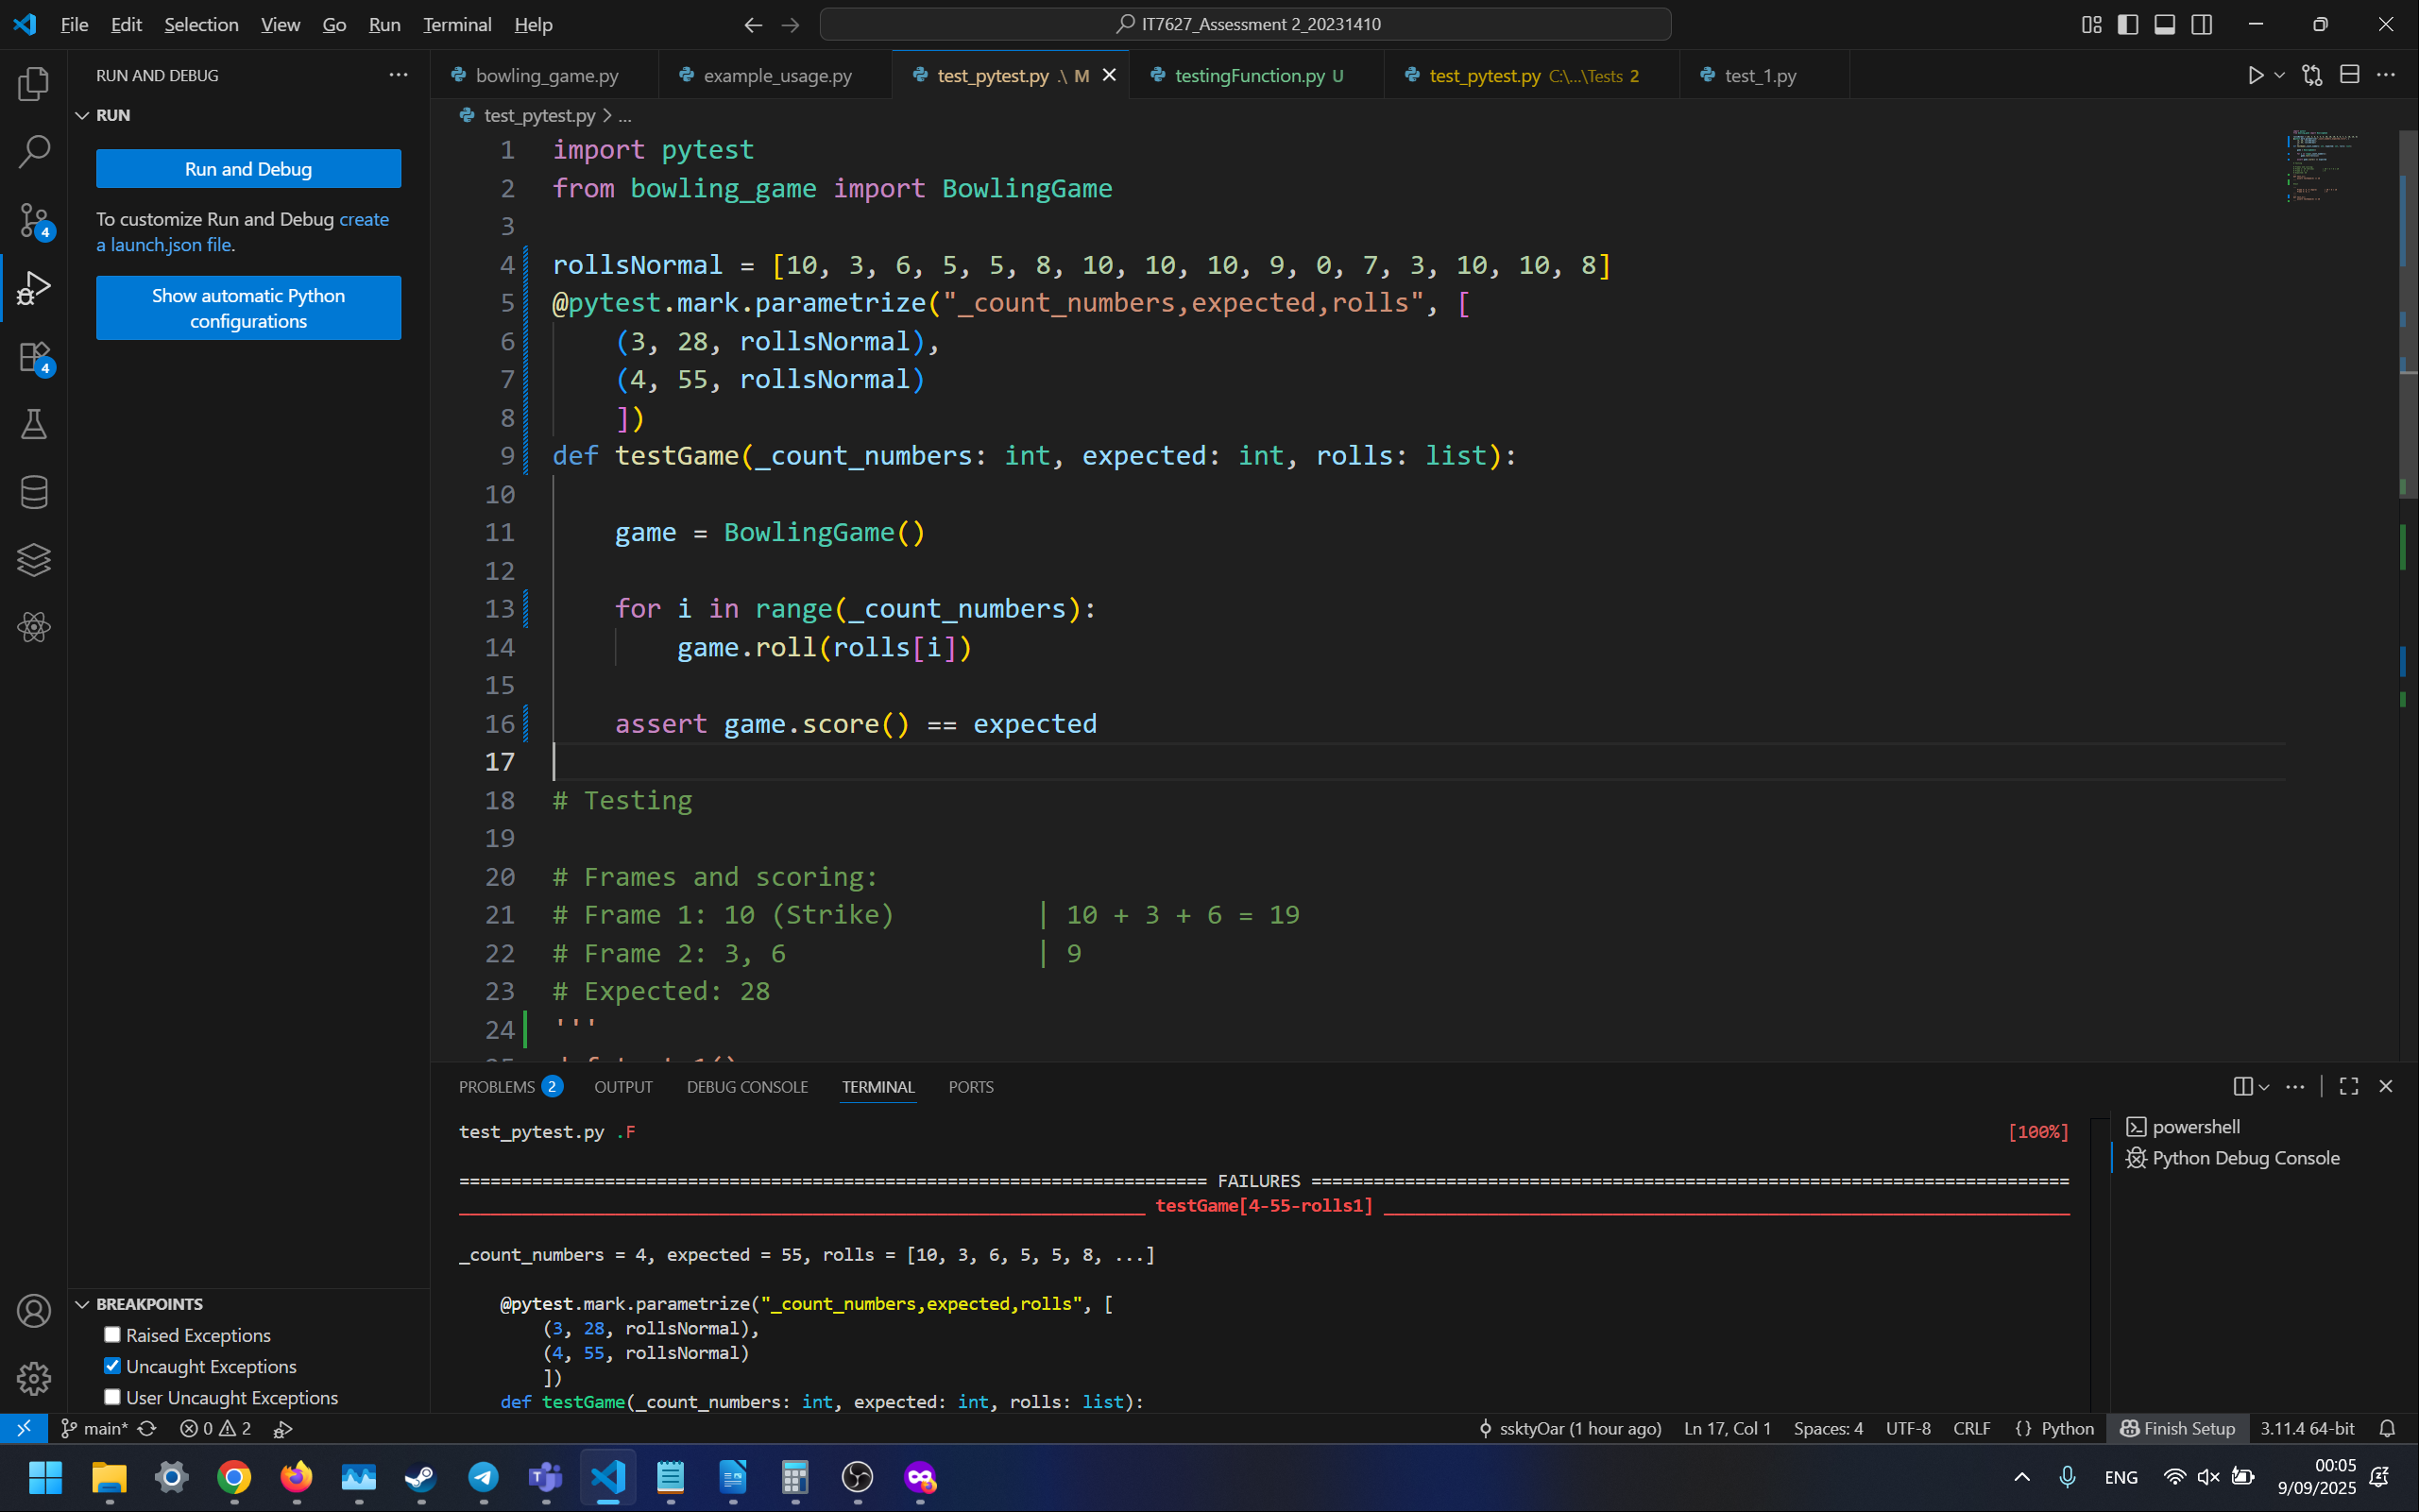 File Edit Selection View Go Run Terminal Help
IT7627_Assessment 2_20231410
RUN AND DEBUG
RUN
Run and Debug
To customize Run and Debug create
a launch.json file.
Show automatic Python
configurations
4
4
bowling_game.py
example_usage.py
test_pytest.py .\ M
testingFunction.py U
test_pytest.py C:\...\Tests 2
test_1.py
test_pytest.py > ...
1 import pytest
2 from bowling_game import BowlingGame
3
4 rollsNormal = [10, 3, 6, 5, 5, 8, 10, 10, 10, 9, 0, 7, 3, 10, 10, 8]
5 @pytest.mark.parametrize("_count_numbers,expected,rolls", [
6 (3, 28, rollsNormal),
7 (4, 55, rollsNormal)
8 ])
9 def testGame(_count_numbers: int, expected: int, rolls: list):
10
11 game = BowlingGame()
12
13 for i in range(_count_numbers):
14 game.roll(rolls[i])
15
16 assert game.score() == expected
17
18 # Testing
19
20 # Frames and scoring:
21 # Frame 1: 10 (Strike) | 10 + 3 + 6 = 19
22 # Frame 2: 3, 6 | 9
23 # Expected: 28
24 '''
BREAKPOINTS
Raised Exceptions
Uncaught Exceptions
User Uncaught Exceptions
PROBLEMS 2 OUTPUT DEBUG CONSOLE TERMINAL PORTS
test_pytest.py .F [100%]
FAILURES
testGame[4-55-rolls1]
_count_numbers = 4, expected = 55, rolls = [10, 3, 6, 5, 5, 8, ...]
@pytest.mark.parametrize("_count_numbers,expected,rolls", [
(3, 28, rollsNormal),
(4, 55, rollsNormal)
])
def testGame(_count_numbers: int, expected: int, rolls: list):
powershell
Python Debug Console
main* 0 2
ssktyOar (1 hour ago) Ln 17, Col 1 Spaces: 4 UTF-8 CRLF {} Python Finish Setup 3.11.4 64-bit
ENG
00:05
9/09/2025